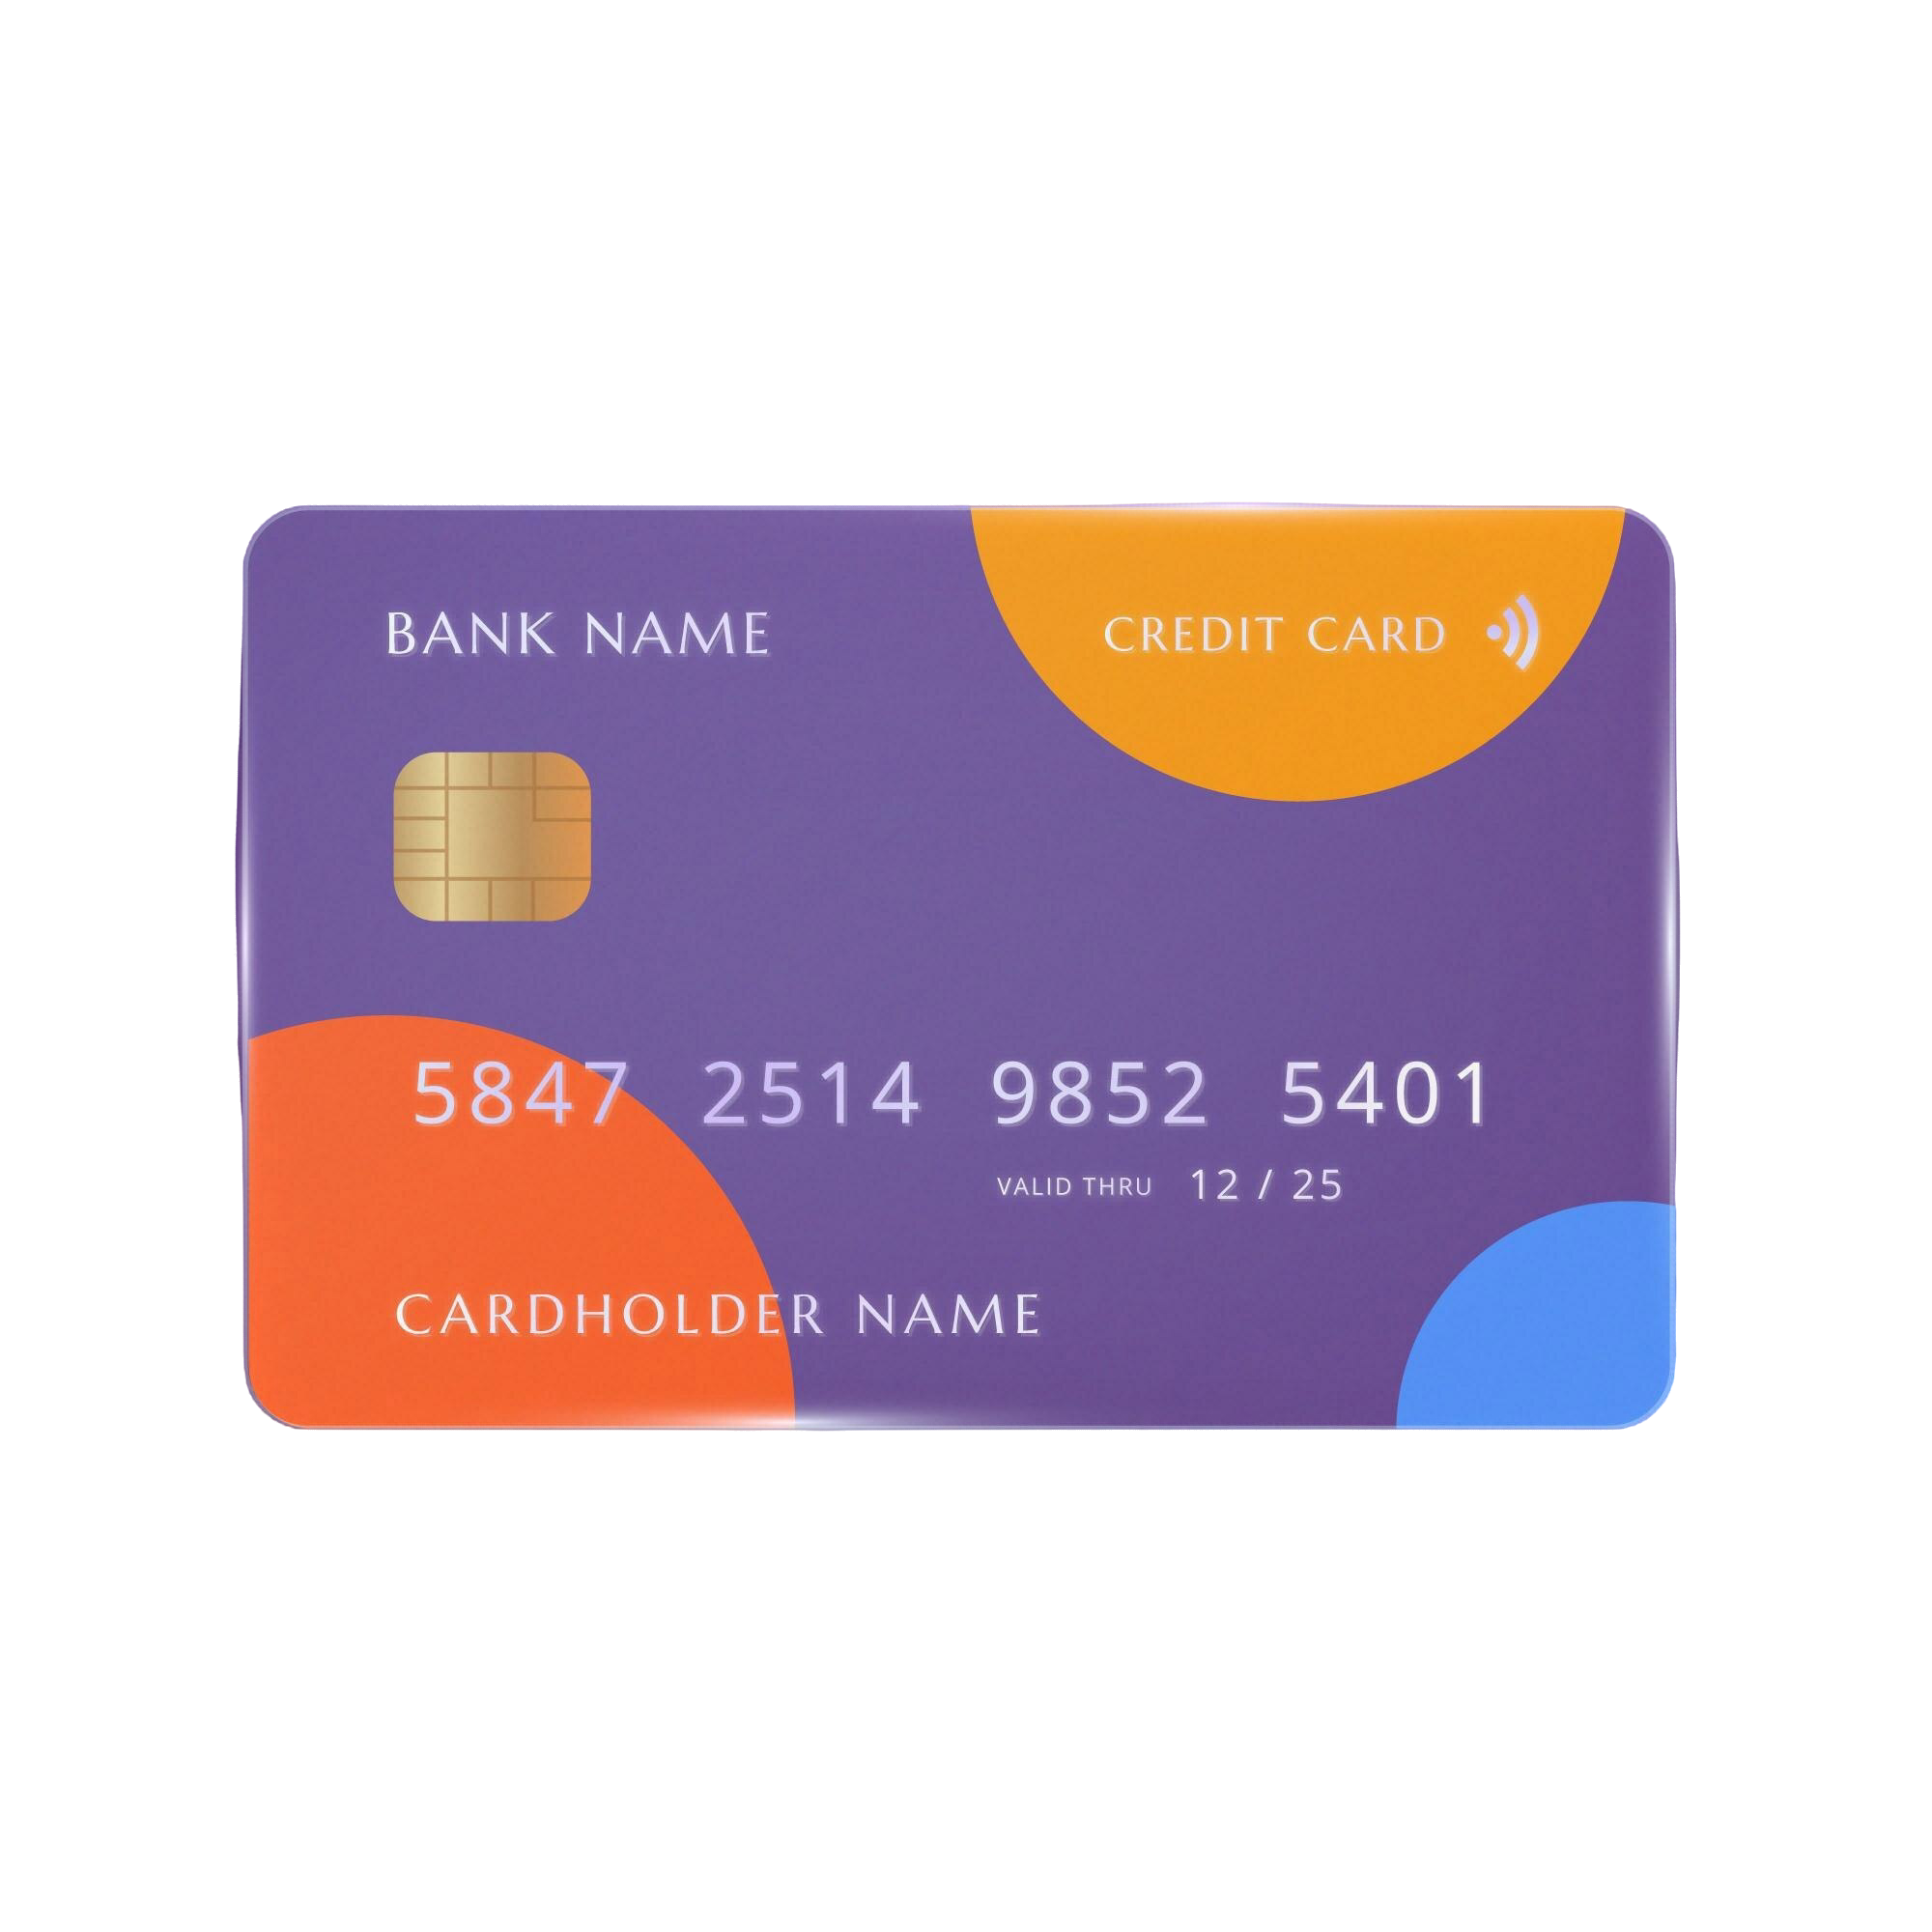 BANK NAME
CREDIT CARD
5847 2514 9852 5401
VALID THRU 12 / 25
CARDHOLDER NAME